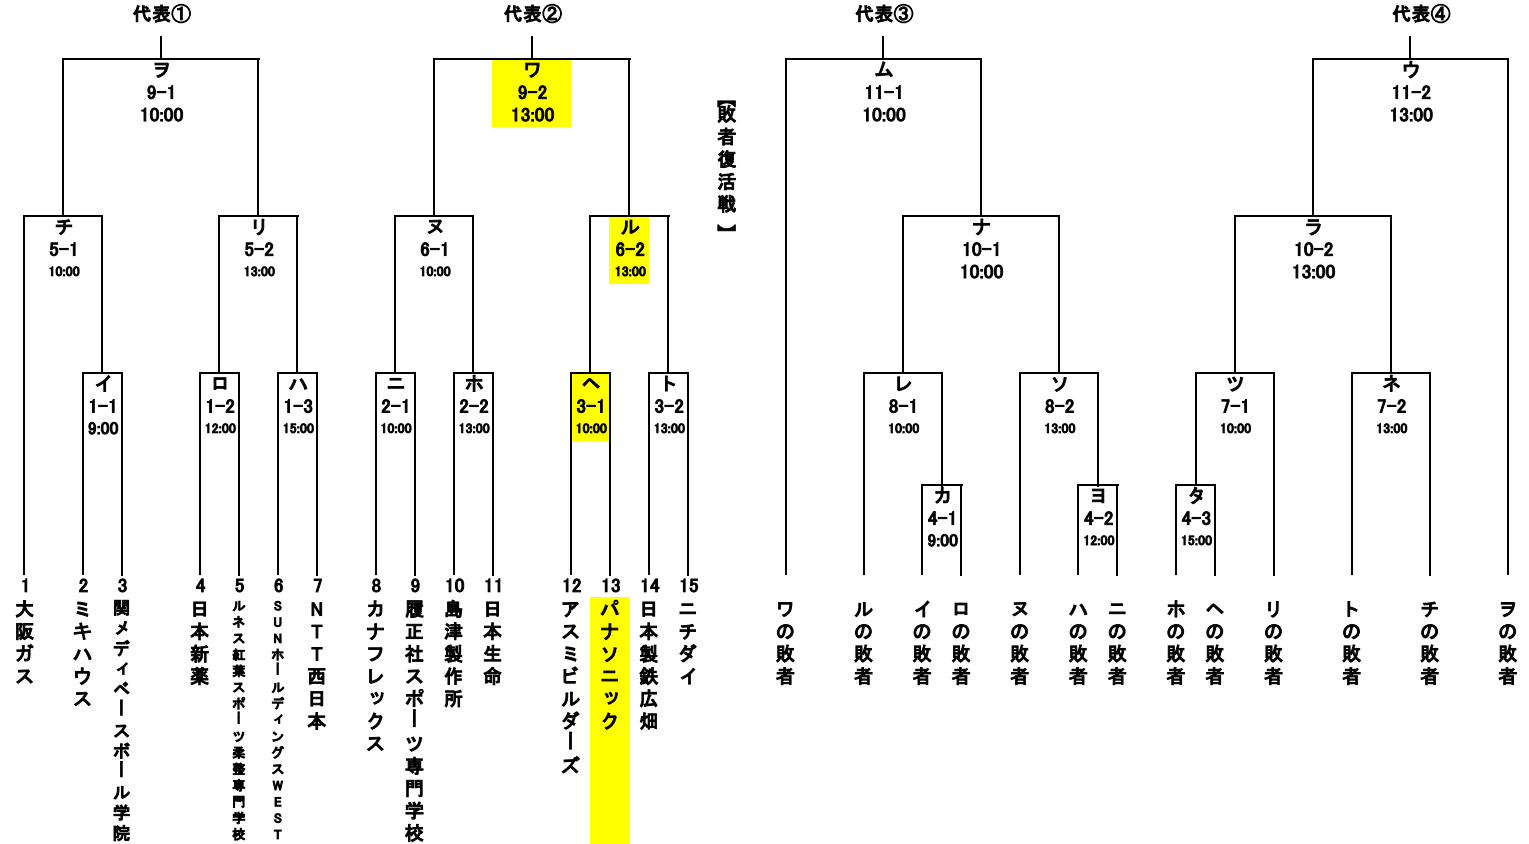 代表①
代表②
代表③
代表④
ヲ
9-1
10:00
ワ
9-2
13:00
ム
11-1
10:00
ウ
11-2
13:00
【敗者復活戦】
チ
5-1
10:00
リ
5-2
13:00
ヌ
6-1
10:00
ル
6-2
13:00
ナ
10-1
10:00
ラ
10-2
13:00
イ
1-1
9:00
ロ
1-2
12:00
ハ
1-3
15:00
ニ
2-1
10:00
ホ
2-2
13:00
ヘ
3-1
10:00
ト
3-2
13:00
レ
8-1
10:00
ソ
8-2
13:00
ツ
7-1
10:00
ネ
7-2
13:00
カ
4-1
9:00
ヨ
4-2
12:00
タ
4-3
15:00
1
大阪ガス
2
ミキハウス
3
関メディベースボール学院
4
日本新薬
5
ルネス紅葉スポーツ柔整専門学校
6
SUNホールディングスWEST
7
NTT西日本
8
カナフレックス
9
履正社スポーツ専門学校
10
島津製作所
11
日本生命
12
アスミビルダーズ
13
パナソニック
14
日本製鉄広畑
15
ニチダイ
ワの敗者
ルの敗者
イの敗者
ロの敗者
ヌの敗者
ハの敗者
ニの敗者
ホの敗者
ヘの敗者
リの敗者
トの敗者
チの敗者
ヲの敗者